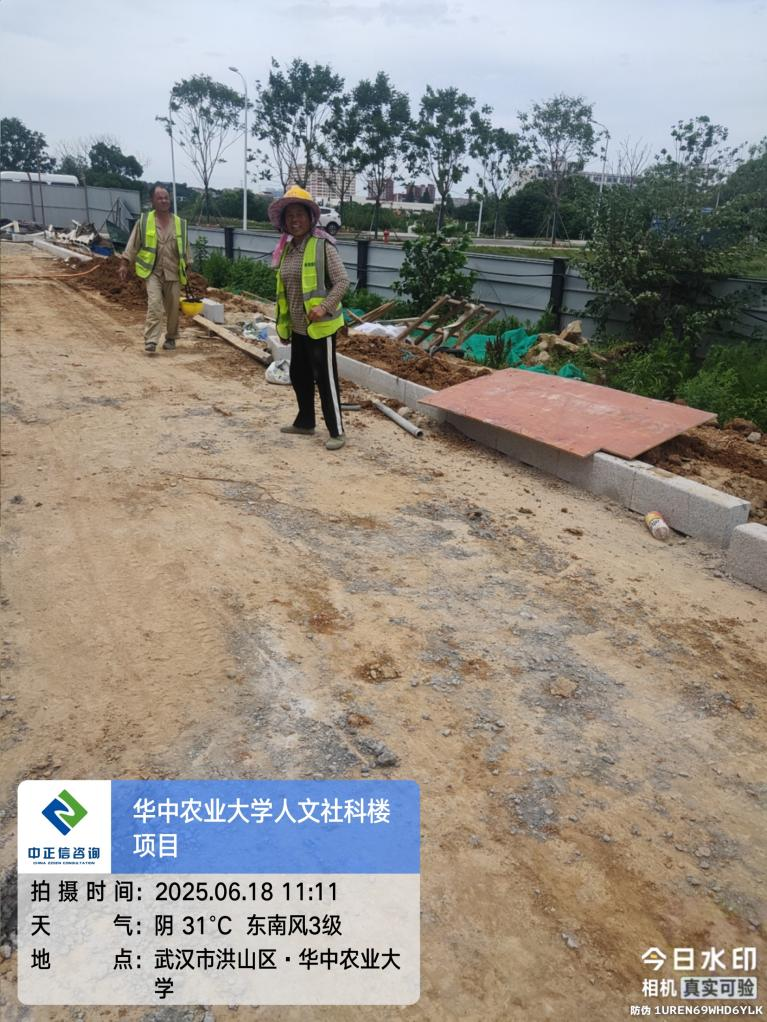 华中农业大学人文社科楼
项目
中正信咨询
CHINA ZEXIN CONSULTATION
拍摄时间: 2025.06.18 11:11
天气: 阴 31°C 东南风3级
地点: 武汉市洪山区·华中农业大
学
今日水印
相机 真实可验
防伪 1UREN69WHD6YLK